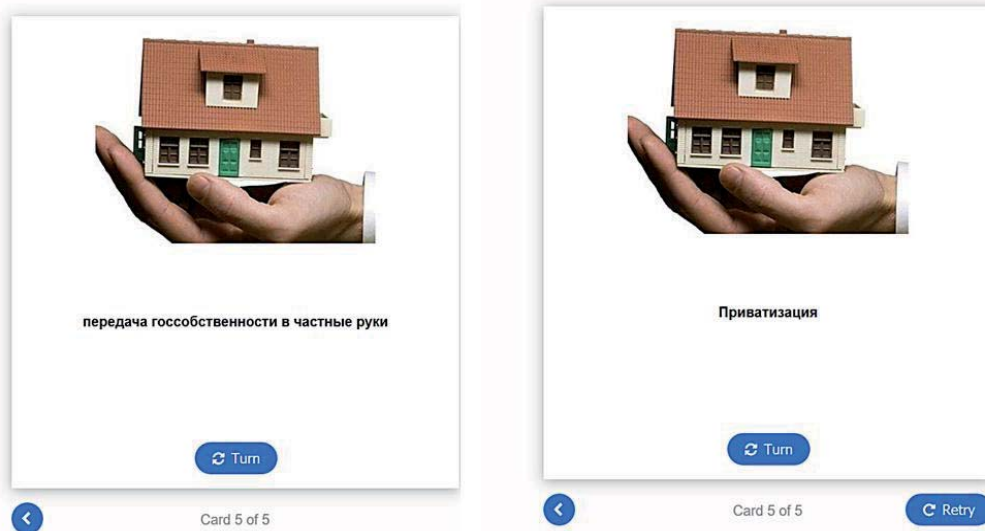 передача госсобственности в частные руки
Turn
Card 5 of 5
Приватизация
Turn
Card 5 of 5
Retry